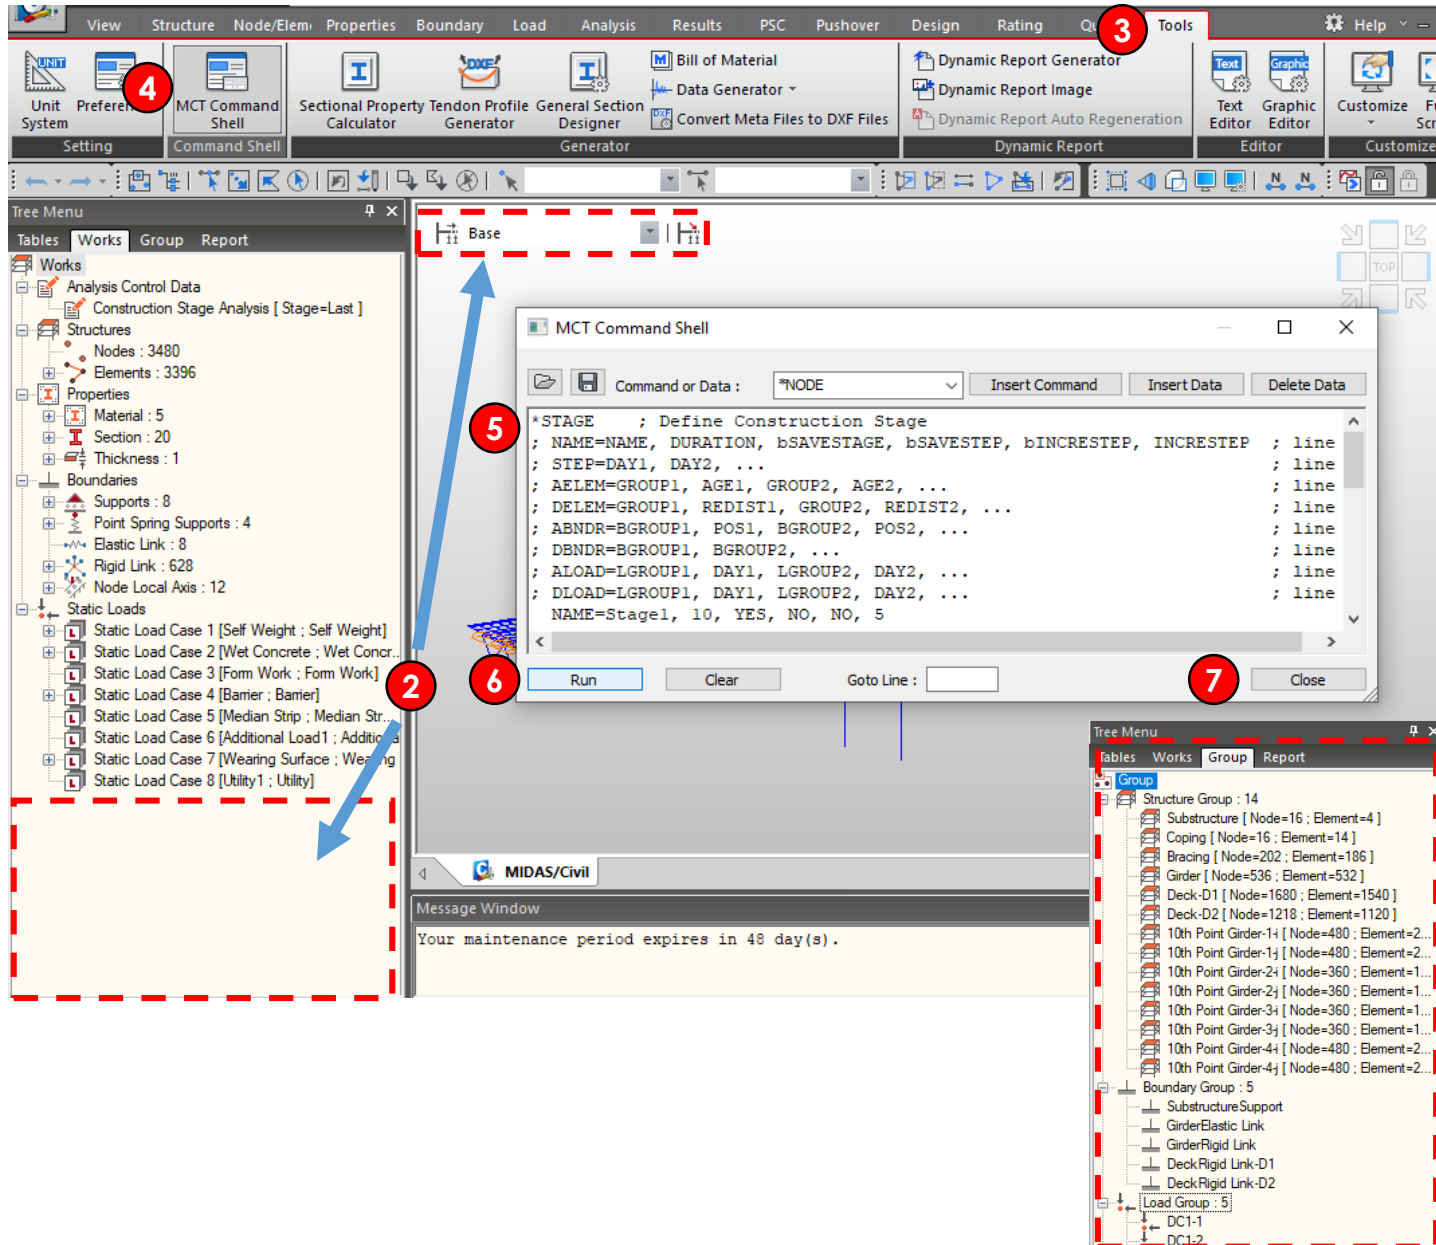 View Structure Node/Elem Properties Boundary Load Analysis Results PSC Pushover Design Rating Qu 3 Tools Help
UNIT
Unit System
Preferen
4
MCT Command Shell
Sectional Property Calculator
DXF
Tendon Profile Generator
General Section Designer
Bill of Material
Data Generator
Convert Meta Files to DXF Files
Dynamic Report Generator
Dynamic Report Image
Dynamic Report Auto Regeneration
Text
Text Editor
Graphic
Graphic Editor
Customize
Setting Command Shell Generator Dynamic Report Editor Customize
Tree Menu
Tables Works Group Report
Works
Analysis Control Data
Construction Stage Analysis [ Stage=Last ]
Structures
Nodes : 3480
Elements : 3396
Properties
Material : 5
Section : 20
Thickness : 1
Boundaries
Supports : 8
Point Spring Supports : 4
Elastic Link : 8
Rigid Link : 628
Node Local Axis : 12
Static Loads
Static Load Case 1 [Self Weight ; Self Weight]
Static Load Case 2 [Wet Concrete ; Wet Concr...
Static Load Case 3 [Form Work ; Form Work]
Static Load Case 4 [Barrier ; Barrier]
Static Load Case 5 [Median Strip ; Median Str...
Static Load Case 6 [Additional Load1 ; Additiona
Static Load Case 7 [Wearing Surface ; Wearing
Static Load Case 8 [Utility1 ; Utility]
2
Base
TOP
MCT Command Shell
Command or Data : *NODE Insert Command Insert Data Delete Data
5
*STAGE ; Define Construction Stage
; NAME=NAME, DURATION, bSAVESTAGE, bSAVESTEP, bINCRESTEP, INCRESTEP ; line
; STEP=DAY1, DAY2, ... ; line
; AELEM=GROUP1, AGE1, GROUP2, AGE2, ... ; line
; DELEM=GROUP1, REDIST1, GROUP2, REDIST2, ... ; line
; ABNDR=BGROUP1, POS1, BGROUP2, POS2, ... ; line
; DBNDR=BGROUP1, BGROUP2, ... ; line
; ALOAD=LGROUP1, DAY1, LGROUP2, DAY2, ... ; line
; DLOAD=LGROUP1, DAY1, LGROUP2, DAY2, ... ; line
NAME=Stage1, 10, YES, NO, NO, 5
6 Run Clear Goto Line : 7 Close
MIDAS/Civil
Message Window
Your maintenance period expires in 48 day(s).
Tree Menu
Tables Works Group Report
Group
Structure Group : 14
Substructure [ Node=16 ; Element=4 ]
Coping [ Node=16 ; Element=14 ]
Bracing [ Node=202 ; Element=186 ]
Girder [ Node=536 ; Element=532 ]
Deck-D1 [ Node=1680 ; Element=1540 ]
Deck-D2 [ Node=1218 ; Element=1120 ]
10th Point Girder-1-i [ Node=480 ; Element=2...
10th Point Girder-1-j [ Node=480 ; Element=2...
10th Point Girder-2-i [ Node=360 ; Element=1...
10th Point Girder-2-j [ Node=360 ; Element=1...
10th Point Girder-3-i [ Node=360 ; Element=1...
10th Point Girder-3-j [ Node=360 ; Element=1...
10th Point Girder-4-i [ Node=480 ; Element=2...
10th Point Girder-4-j [ Node=480 ; Element=2...
Boundary Group : 5
SubstructureSupport
GirderElastic Link
GirderRigid Link
DeckRigid Link-D1
DeckRigid Link-D2
Load Group : 5
DC1-1
DC1-2